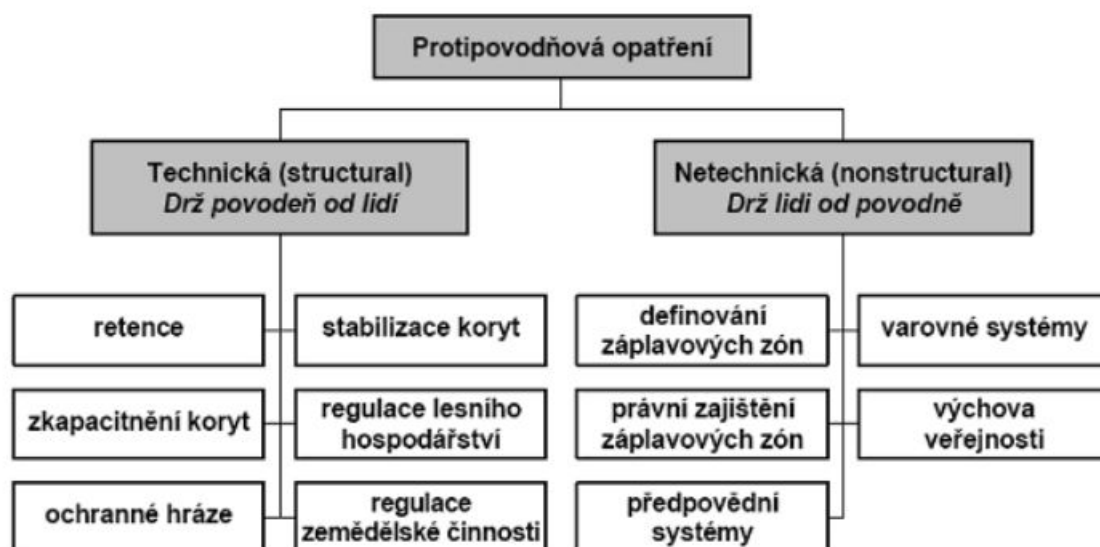 Protipovodňová opatření
Technická (structural)
Drž povodeň od lidí
Netechnická (nonstructural)
Drž lidi od povodně
retence
stabilizace koryt
definování
záplavových zón
varovné systémy
zkapacitnění koryt
regulace lesního
hospodářství
právní zajištění
záplavových zón
výchova
veřejnosti
ochranné hráze
regulace
zemědělské činnosti
předpovědní
systémy